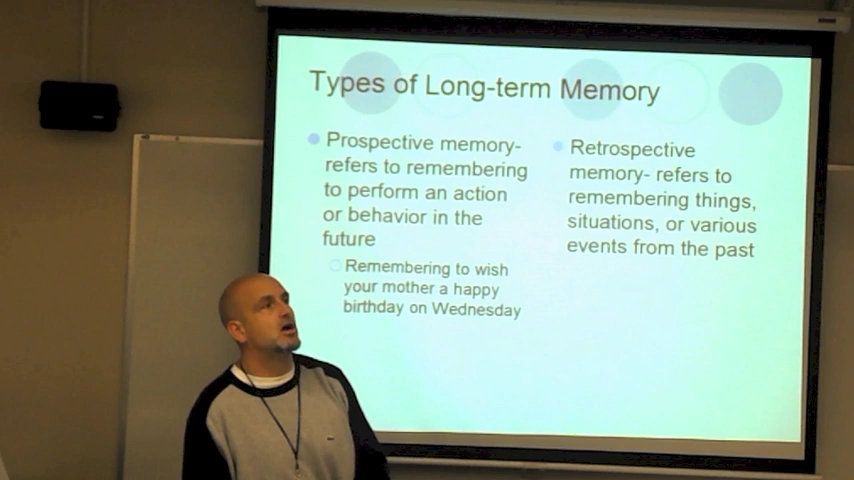 Types of Long-term Memory
Prospective memory-
refers to remembering
to perform an action
or behavior in the
future
Remembering to wish
your mother a happy
birthday on Wednesday
Retrospective
memory- refers to
remembering things,
situations, or various
events from the past